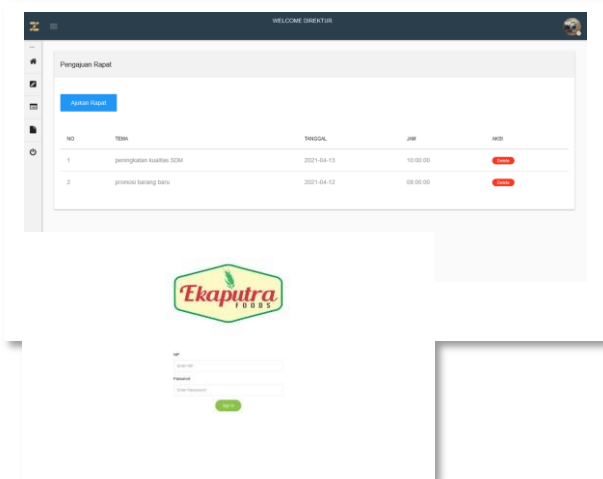 WELCOME DIREKTUR
Pengajuan Rapat
Ajukan Rapat
NO TEMA TANGGAL JAM AKSI
1 peningkatan kualitas SDM 2021-04-13 10:00:00 Delete
2 promosi barang baru 2021-04-12 08:00:00 Delete
Ekaputra
FOODS
NIP
Enter NIP
Password
Enter Password
Sign In